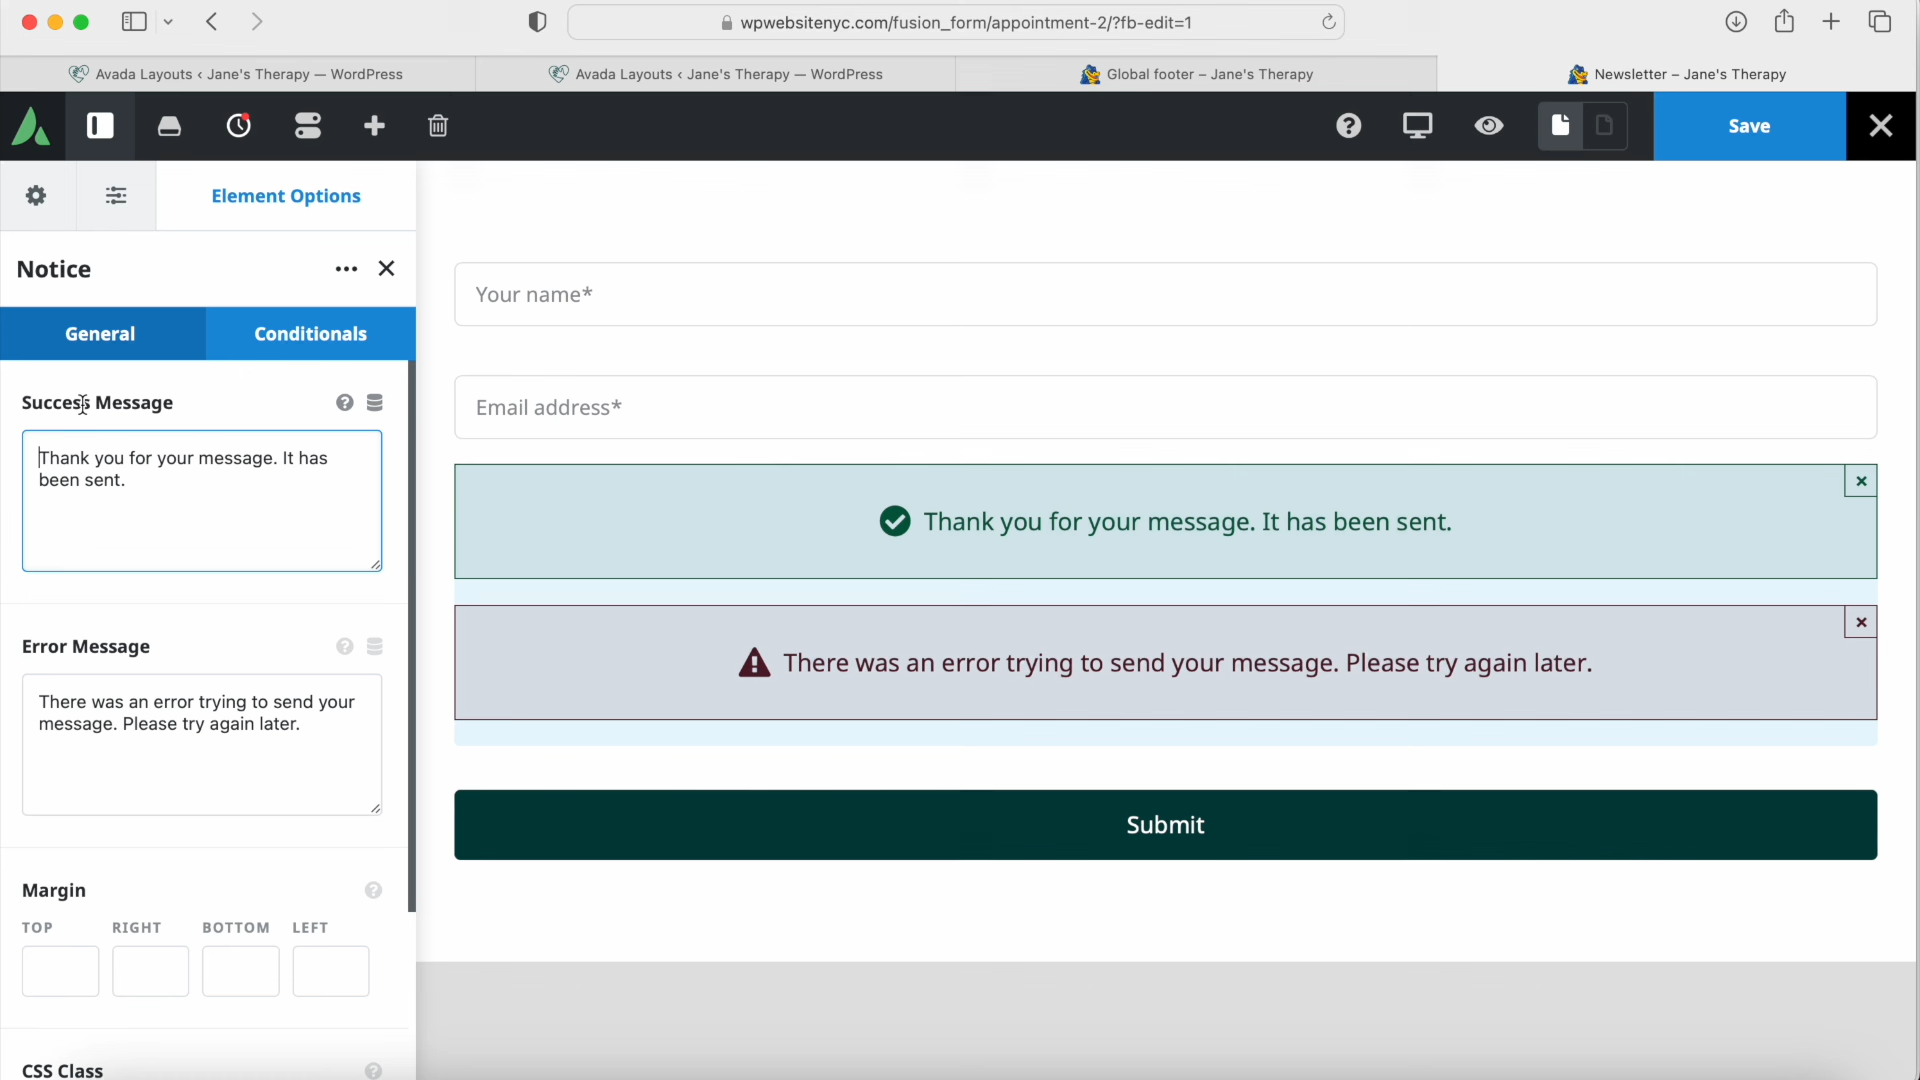 wpwebsitenyc.com/fusion_form/appointment-2/?fb-edit=1
Avada Layouts ‹ Jane's Therapy — WordPress
Avada Layouts ‹ Jane's Therapy — WordPress
Global footer – Jane's Therapy
Newsletter – Jane's Therapy
Save
Element Options
Notice
General
Conditionals
Success Message
Thank you for your message. It has
been sent.
Error Message
There was an error trying to send your
message. Please try again later.
Margin
TOP RIGHT BOTTOM LEFT
CSS Class
Your name*
Email address*
Thank you for your message. It has been sent.
There was an error trying to send your message. Please try again later.
Submit